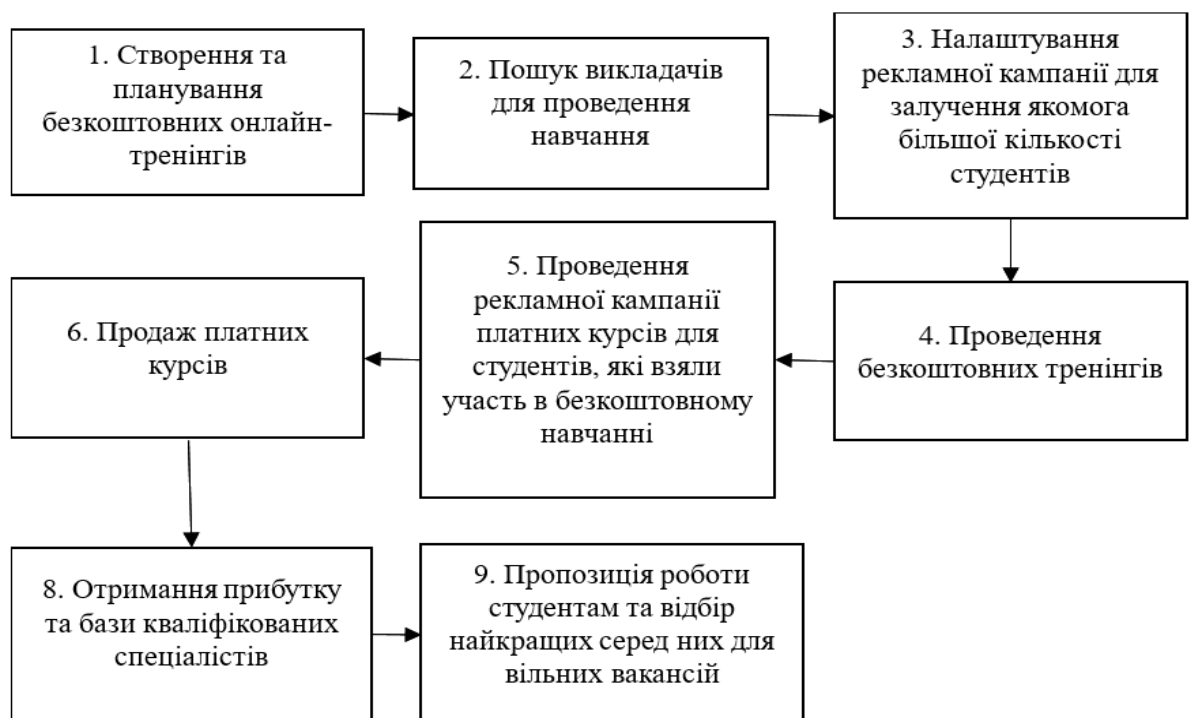 1. Створення та
планування
безкоштовних онлайн-
тренінгів
2. Пошук викладачів
для проведення
навчання
3. Налаштування
рекламної кампанії для
залучення якомога
більшої кількості
студентів
4. Проведення
безкоштовних тренінгів
5. Проведення
рекламної кампанії
платних курсів для
студентів, які взяли
участь в безкоштовному
навчанні
6. Продаж платних
курсів
8. Отримання прибутку
та бази кваліфікованих
спеціалістів
9. Пропозиція роботи
студентам та відбір
найкращих серед них для
вільних вакансій